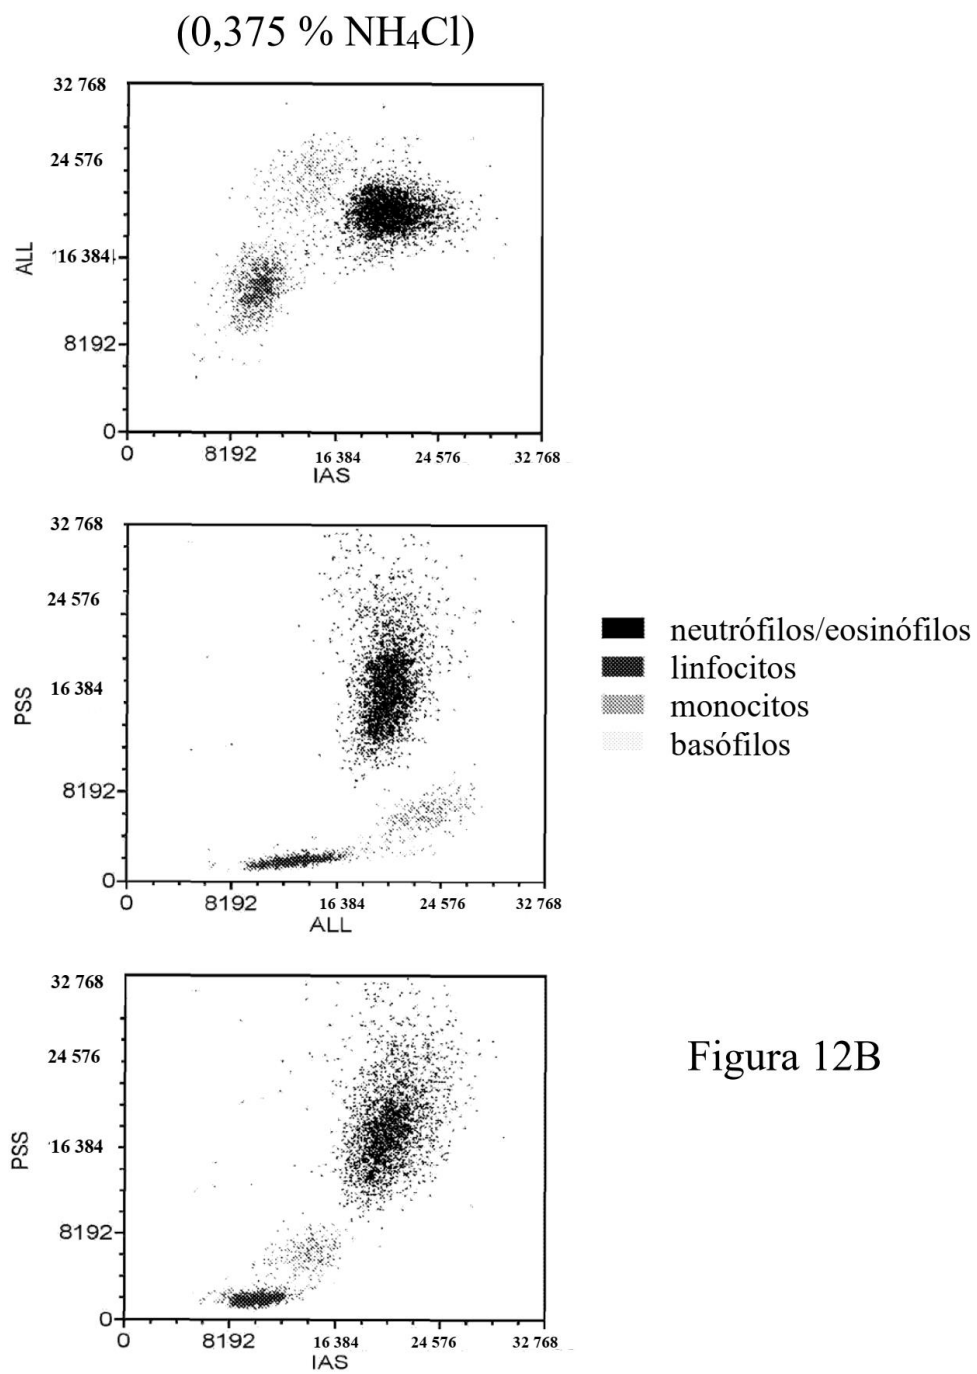 (0,375 % NH₄Cl)
32 768
24 576
16 384
8192
0
ALL
0 8192 16 384 24 576 32 768
IAS
32 768
24 576
16 384
8192
0
PSS
0 8192 16 384 24 576 32 768
ALL
neutrófilos/eosinófilos
linfocitos
monocitos
basófilos
32 768
24 576
16 384
8192
0
PSS
0 8192 16 384 24 576 32 768
IAS
Figura 12B